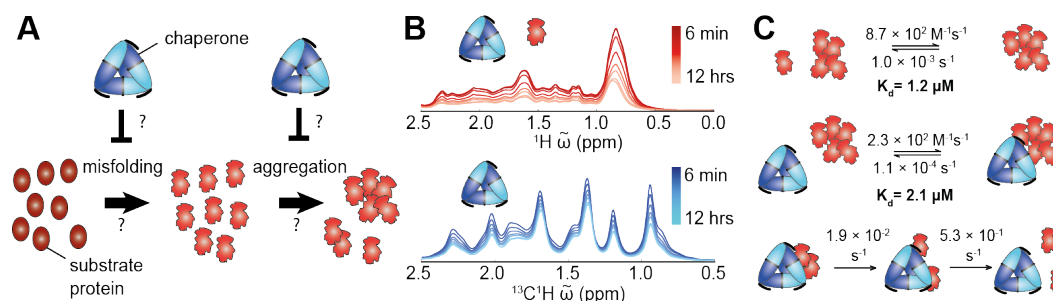 A
chaperone
?
?
misfolding
aggregation
?
?
substrate
protein
B
6 min
12 hrs
2.5 2.0 1.5 1.0 0.0
¹H ω̃ (ppm)
6 min
12 hrs
2.5 2.0 1.5 1.0 0.5
¹³C¹H ω̃ (ppm)
C
8.7 × 10² M⁻¹s⁻¹
1.0 × 10⁻³ s⁻¹
K_d= 1.2 µM
2.3 × 10² M⁻¹s⁻¹
1.1 × 10⁻⁴ s⁻¹
K_d= 2.1 µM
1.9 × 10⁻²
s⁻¹
5.3 × 10⁻¹
s⁻¹